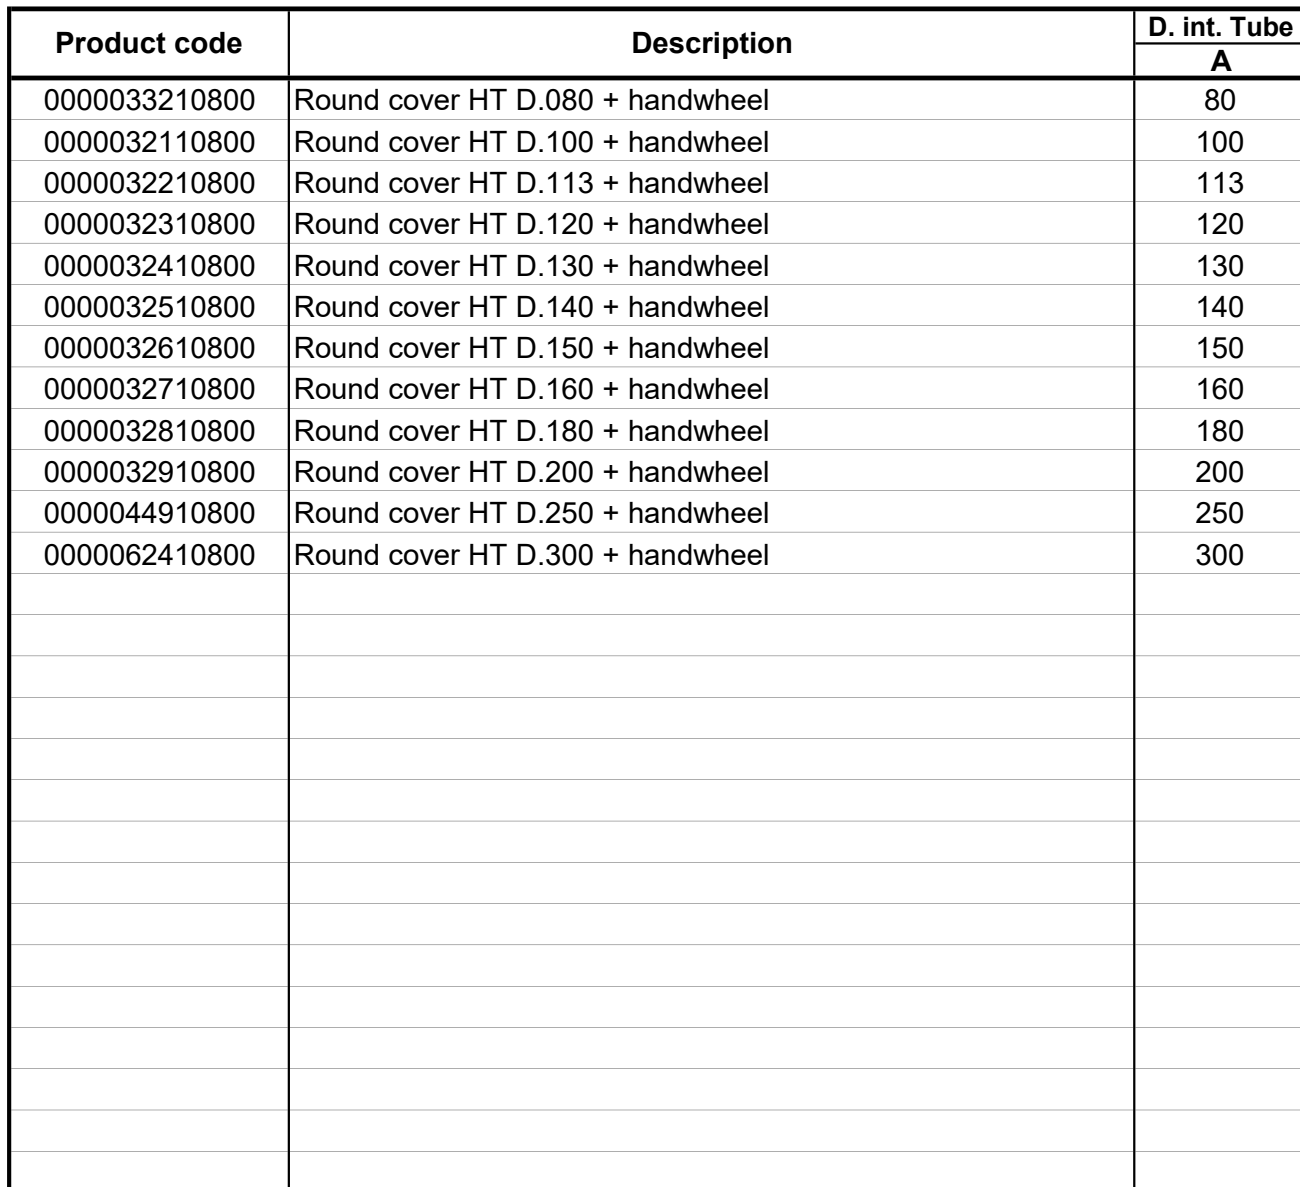 Product code Description D. int. Tube
A
0000033210800 Round cover HT D.080 + handwheel 80
0000032110800 Round cover HT D.100 + handwheel 100
0000032210800 Round cover HT D.113 + handwheel 113
0000032310800 Round cover HT D.120 + handwheel 120
0000032410800 Round cover HT D.130 + handwheel 130
0000032510800 Round cover HT D.140 + handwheel 140
0000032610800 Round cover HT D.150 + handwheel 150
0000032710800 Round cover HT D.160 + handwheel 160
0000032810800 Round cover HT D.180 + handwheel 180
0000032910800 Round cover HT D.200 + handwheel 200
0000044910800 Round cover HT D.250 + handwheel 250
0000062410800 Round cover HT D.300 + handwheel 300